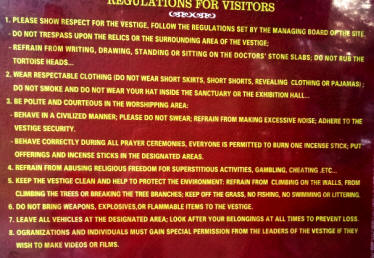 REGULATIONS FOR VISITORS
1. PLEASE SHOW RESPECT FOR THE VESTIGE, FOLLOW THE REGULATIONS SET BY THE MANAGING BOARD OF THE SITE.
- DO NOT TRESPASS UPON THE RELICS OR THE SURROUNDING AREA OF THE VESTIGE;
- REFRAIN FROM WRITING, DRAWING, STANDING OR SITTING ON THE DOCTORS' STONE SLABS; DO NOT RUB THE
TORTOISE HEADS...
2. WEAR RESPECTABLE CLOTHING (DO NOT WEAR SHORT SKIRTS, SHORT SHORTS, REVEALING CLOTHING OR PAJAMAS) ;
DO NOT SMOKE AND DO NOT WEAR YOUR HAT INSIDE THE SANCTUARY OR THE EXHIBITION HALL...
3. BE POLITE AND COURTEOUS IN THE WORSHIPPING AREA:
- BEHAVE IN A CIVILIZED MANNER; PLEASE DO NOT SWEAR; REFRAIN FROM MAKING EXCESSIVE NOISE; ADHERE TO THE
VESTIGE SECURITY.
- BEHAVE CORRECTLY DURING ALL PRAYER CEREMONIES, EVERYONE IS PERMITTED TO BURN ONE INCENSE STICK; PUT
OFFERINGS AND INCENSE STICKS IN THE DESIGNATED AREAS.
4. REFRAIN FROM ABUSING RELIGIOUS FREEDOM FOR SUPERSTITIOUS ACTIVITIES, GAMBLING, CHEATING ,ETC...
5. KEEP THE VESTIGE CLEAN AND HELP TO PROTECT THE ENVIRONMENT: REFRAIN FROM CLIMBING ON THE WALLS, FROM
CLIMBING THE TREES OR BREAKING THE TREE BRANCHES; KEEP OFF THE GRASS, NO FISHING, NO SWIMMING OR LITTERING.
6. DO NOT BRING WEAPONS, EXPLOSIVES,OR FLAMMABLE ITEMS TO THE VESTIGE.
7. LEAVE ALL VEHICLES AT THE DESIGNATED AREA; LOOK AFTER YOUR BELONGINGS AT ALL TIMES TO PREVENT LOSS.
8. OGRANIZATIONS AND INDIVIDUALS MUST GAIN SPECIAL PERMISSION FROM THE LEADERS OF THE VESTIGE IF THEY
WISH TO MAKE VIDEOS OR FILMS.